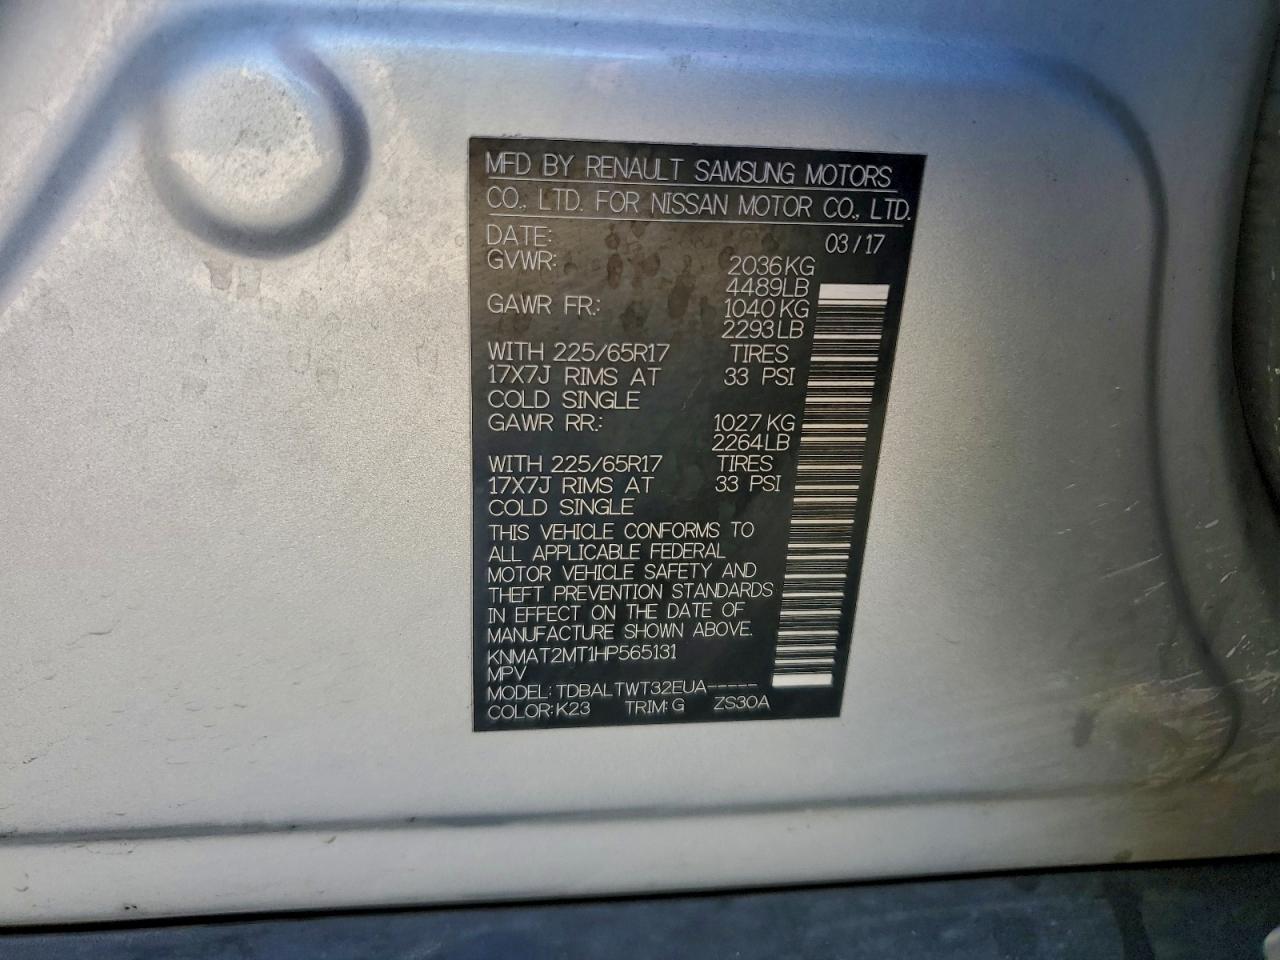 MFD BY RENAULT SAMSUNG MOTORS
CO., LTD. FOR NISSAN MOTOR CO., LTD.
DATE: 03/17
GVWR: 2036KG
4489LB
GAWR FR.: 1040KG
2293LB
WITH 225/65R17 TIRES
17X7J RIMS AT 33 PSI
COLD SINGLE
GAWR RR.: 1027KG
2264LB
WITH 225/65R17 TIRES
17X7J RIMS AT 33 PSI
COLD SINGLE
THIS VEHICLE CONFORMS TO
ALL APPLICABLE FEDERAL
MOTOR VEHICLE SAFETY AND
THEFT PREVENTION STANDARDS
IN EFFECT ON THE DATE OF
MANUFACTURE SHOWN ABOVE.
KNMAT2MT1HP565131
MPV
MODEL: TDBALTWT32EUA-----
COLOR: K23 TRIM: G ZS30A